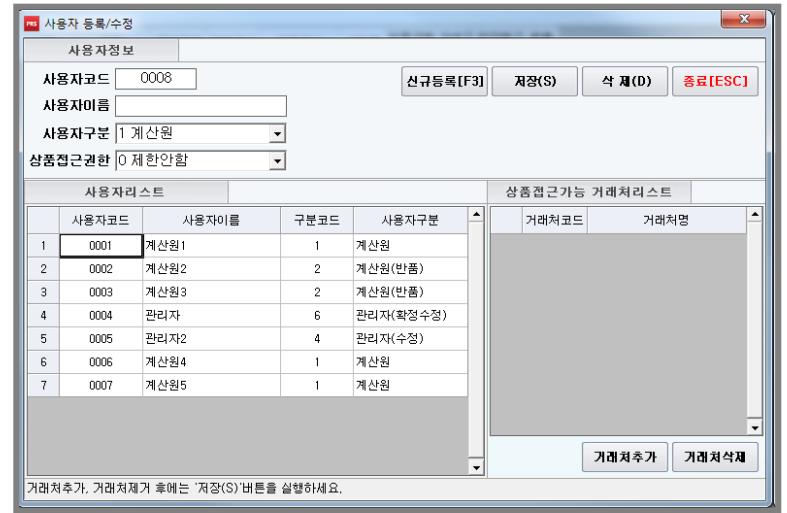 PRS 사용자 등록/수정
사용자정보
사용자코드 0008 신규등록[F3] 저장(S) 삭 제(D) 종료[ESC]
사용자이름
사용자구분 1 계산원
상품접근권한 0 제한안함
사용자리스트 상품접근가능 거래처리스트
사용자코드 사용자이름 구분코드 사용자구분 거래처코드 거래처명
1 0001 계산원1 1 계산원
2 0002 계산원2 2 계산원(반품)
3 0003 계산원3 2 계산원(반품)
4 0004 관리자 6 관리자(확정수정)
5 0005 관리자2 4 관리자(수정)
6 0006 계산원4 1 계산원
7 0007 계산원5 1 계산원
거래처추가 거래처삭제
거래처추가, 거래처제거 후에는 '저장(S)'버튼을 실행하세요.